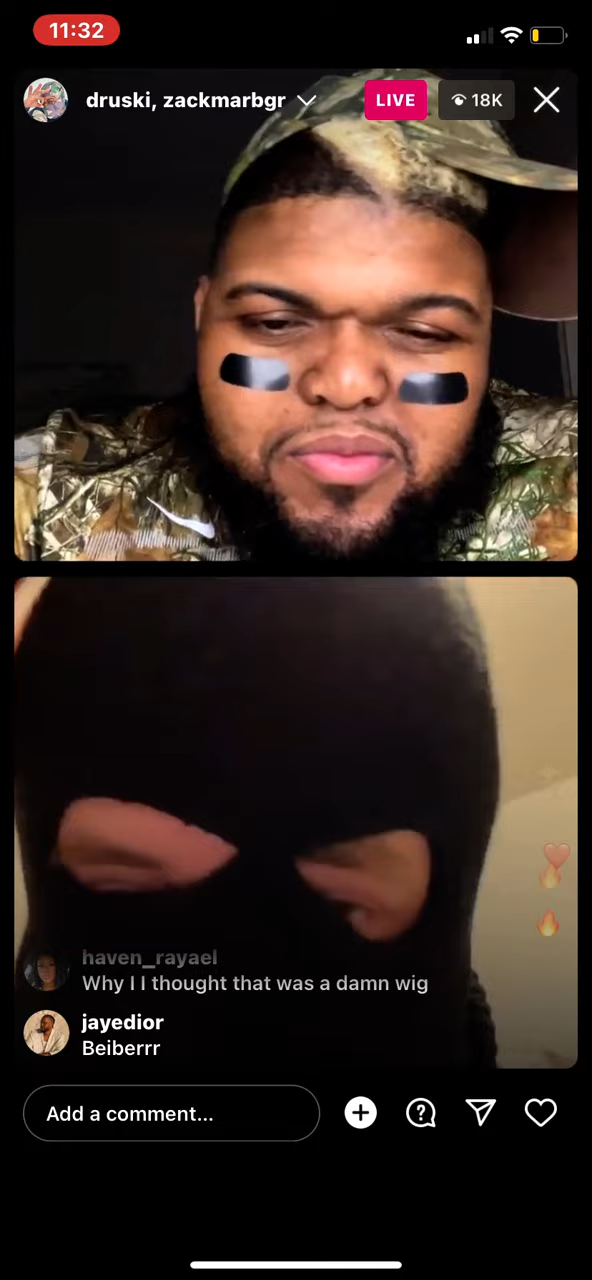 11:32
druski, zackmarbgr
LIVE
18K
haven_rayael
Why I I thought that was a damn wig
jayedior
Beiberrr
Add a comment...